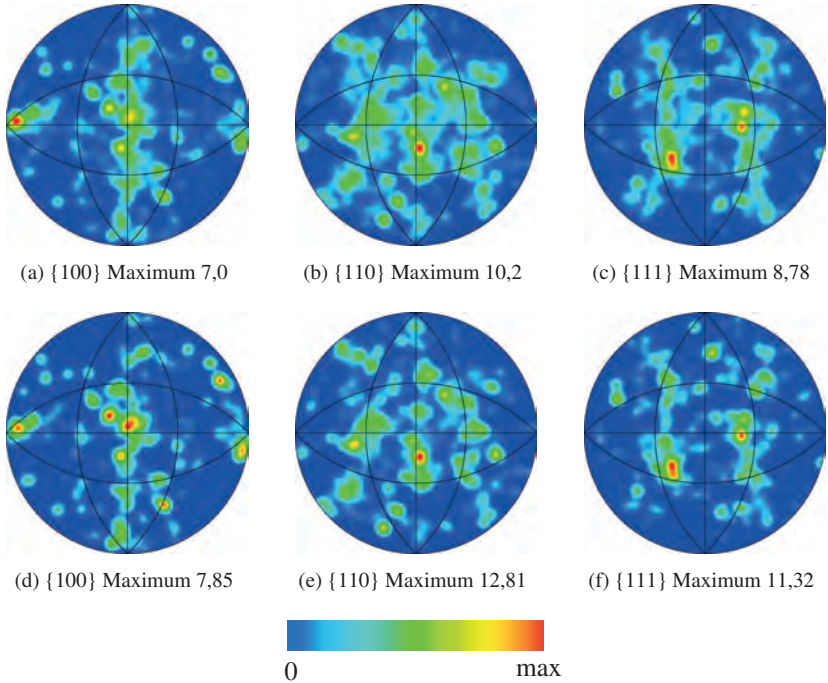 (a) {100} Maximum 7,0
(b) {110} Maximum 10,2
(c) {111} Maximum 8,78
(d) {100} Maximum 7,85
(e) {110} Maximum 12,81
(f) {111} Maximum 11,32
0
max